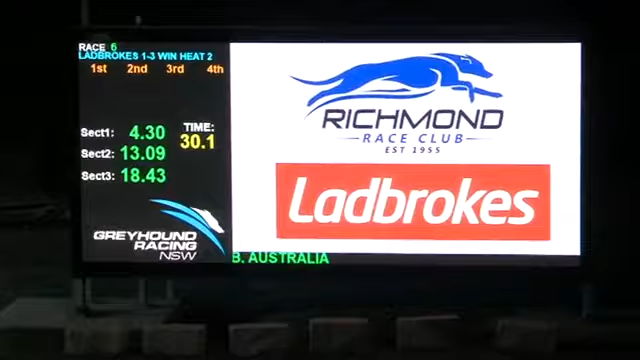 RACE 6
LADBROKES 1-3 WIN HEAT 2
1st 2nd 3rd 4th
Sect1: 4.30
Sect2: 13.09
Sect3: 18.43
TIME:
30.1
GREYHOUND
RACING
NSW
RICHMOND
RACE CLUB
EST 1955
Ladbrokes
B. AUSTRALIA